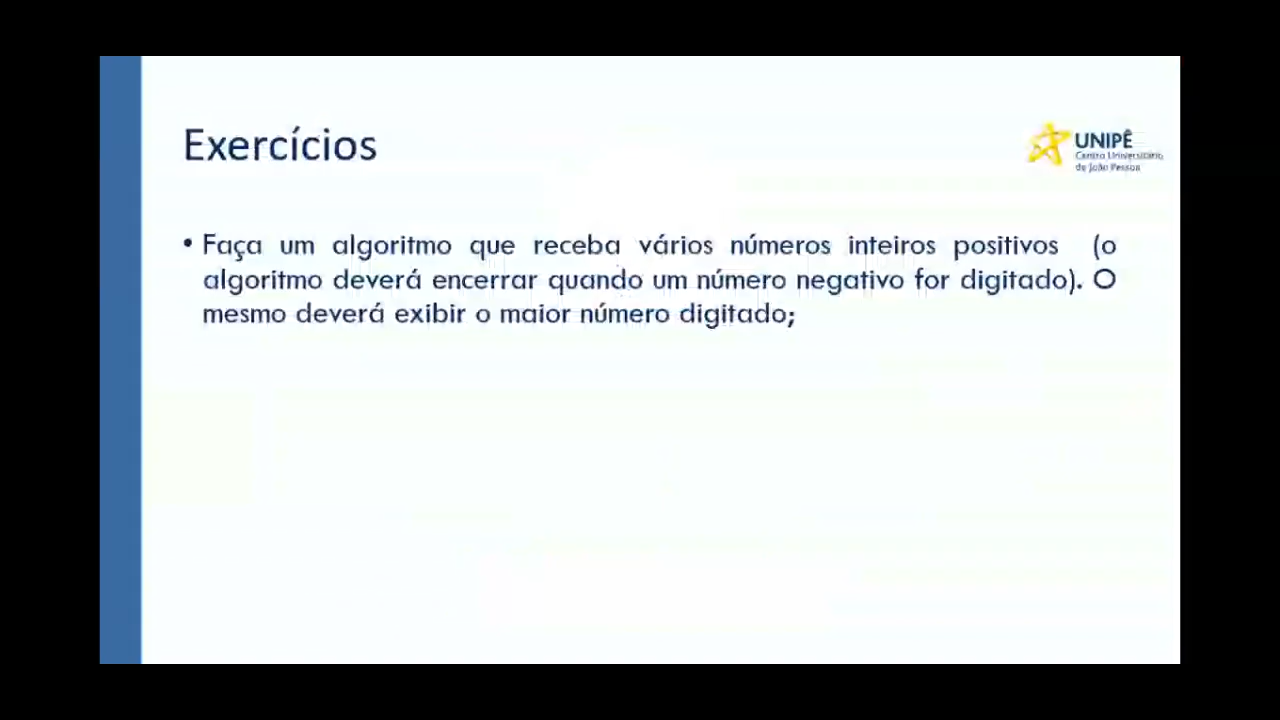 Exercícios
UNIPÊ
Centro Universitário
de João Pessoa
• Faça um algoritmo que receba vários números inteiros positivos (o
algoritmo deverá encerrar quando um número negativo for digitado). O
mesmo deverá exibir o maior número digitado;